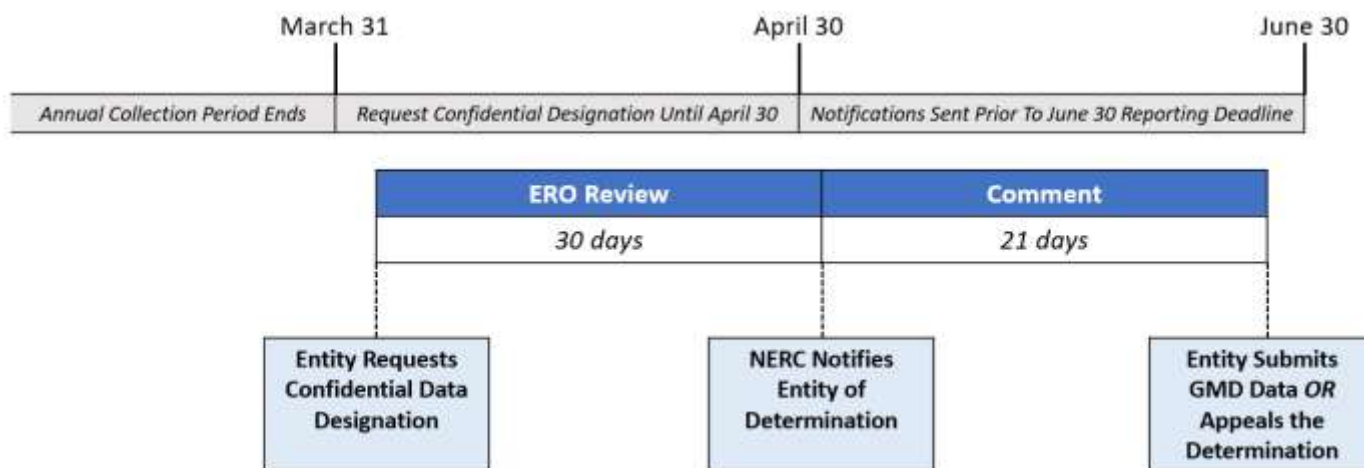 March 31
April 30
June 30
Annual Collection Period Ends
Request Confidential Designation Until April 30
Notifications Sent Prior To June 30 Reporting Deadline
ERO Review
Comment
30 days
21 days
Entity Requests
Confidential Data
Designation
NERC Notifies
Entity of
Determination
Entity Submits
GMD Data OR
Appeals the
Determination